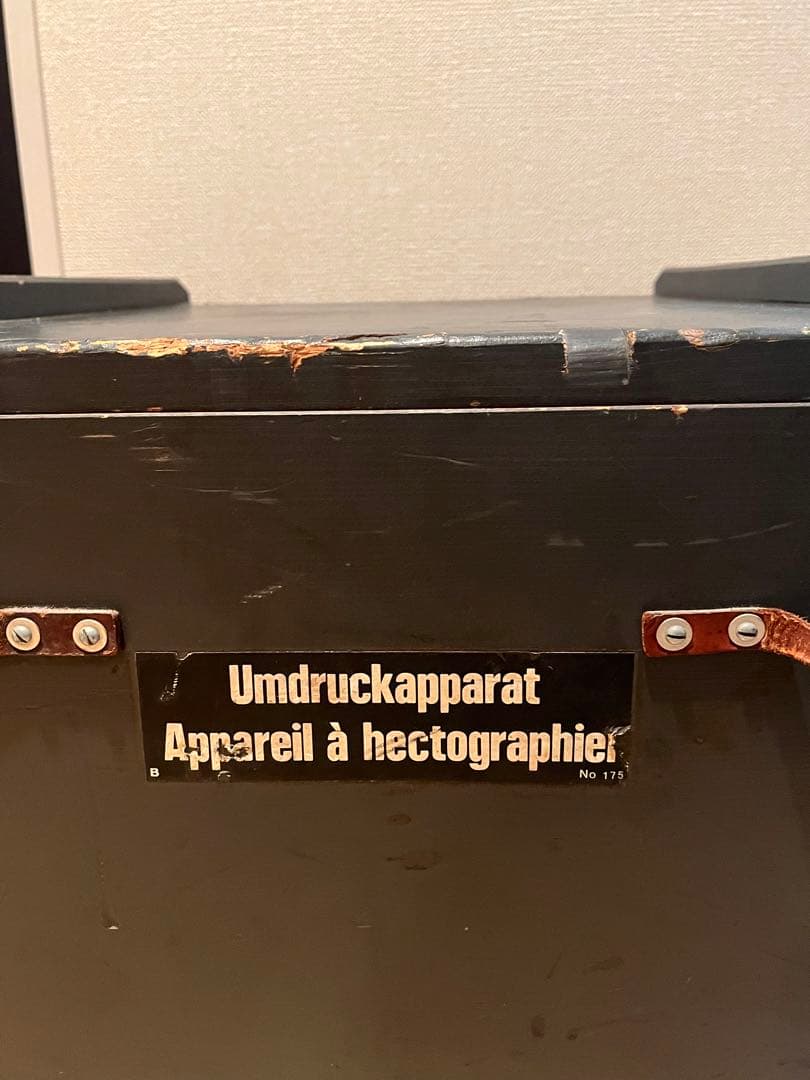 Umdruckapparat
Appareil à hectographier
B
No 175